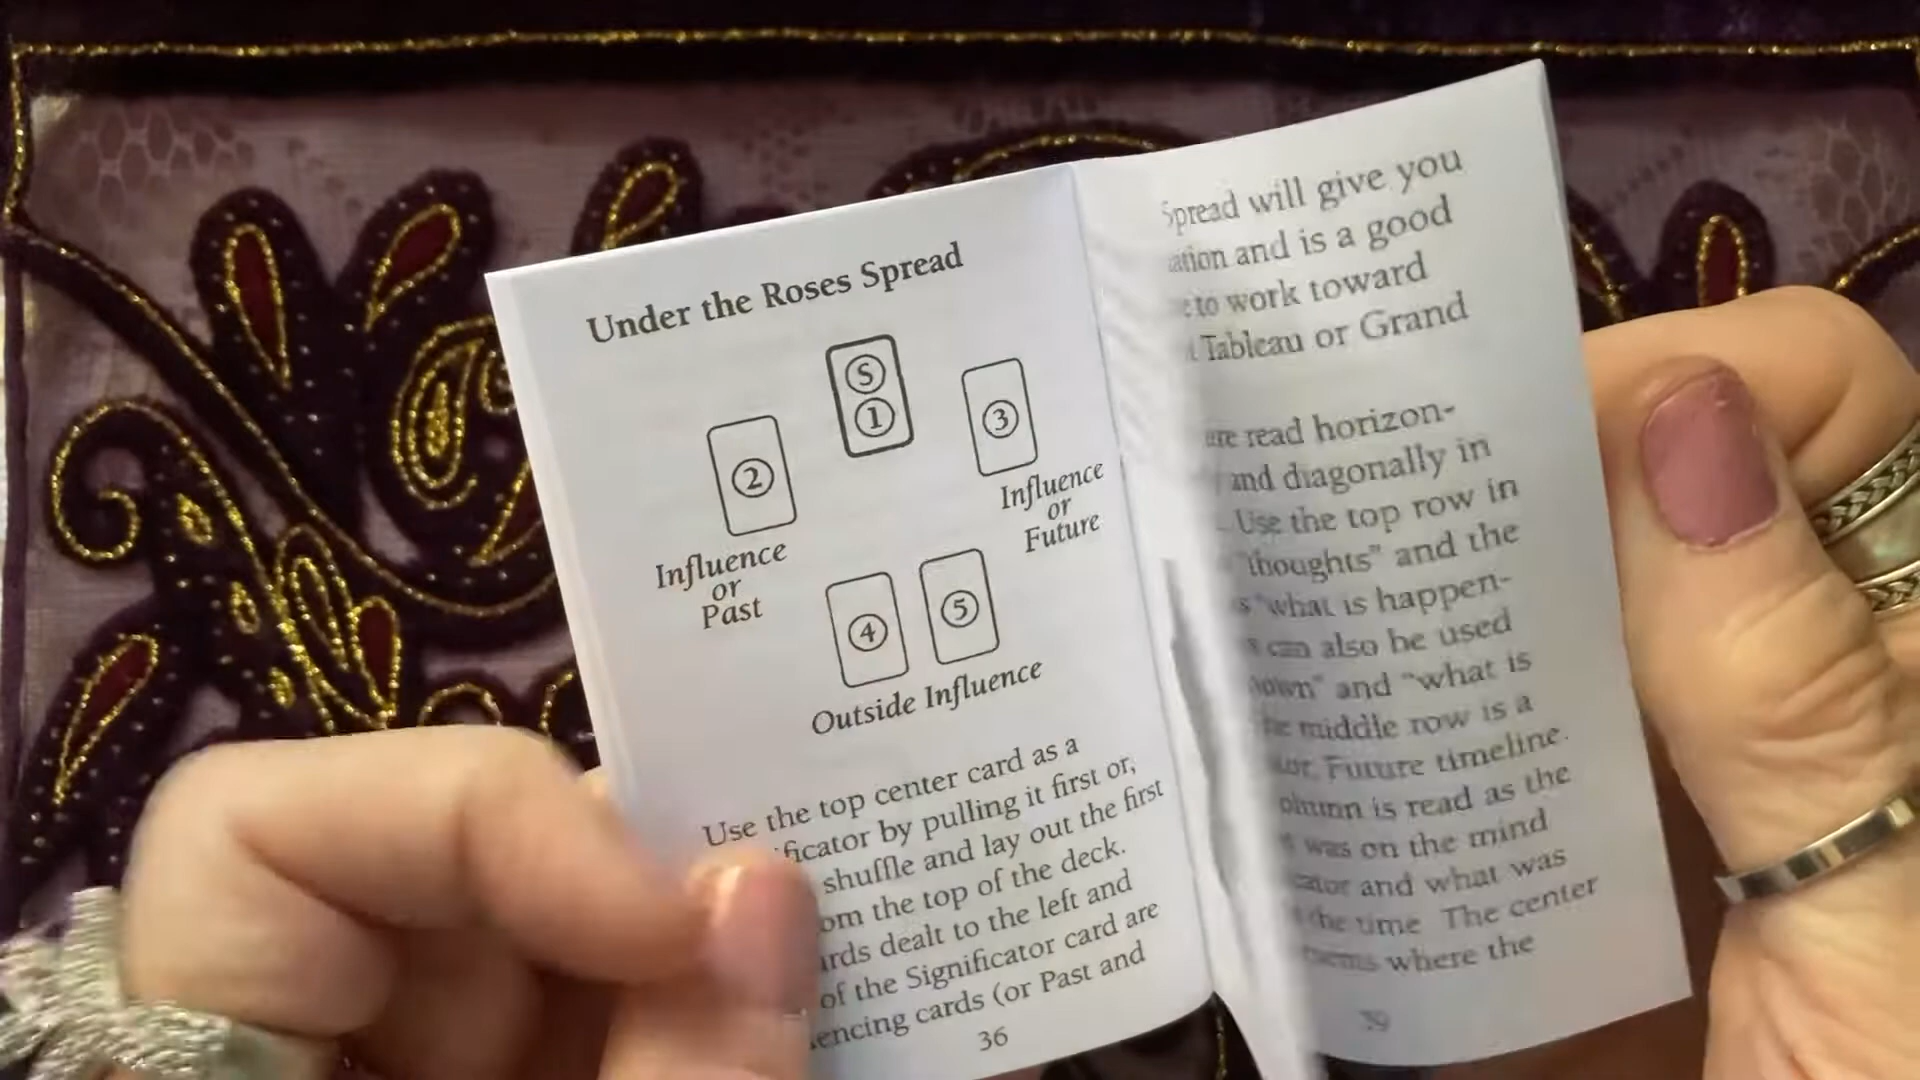 Under the Roses Spread
S
1
2
3
Influence
or
Past
Influence
or
Future
4
5
Outside Influence
Use the top center card as a
ficator by pulling it first or,
shuffle and lay out the first
om the top of the deck.
rds dealt to the left and
of the Significator card are
encing cards (or Past and
36
Spread will give you
ation and is a good
to work toward
Tableau or Grand
are read horizon-
and diagonally in
Use the top row in
"thoughts" and the
"what is happen-
can also be used
own" and "what is
middle row is a
tor. Future timeline.
olumn is read as the
was on the mind
cator and what was
the time. The center
where the